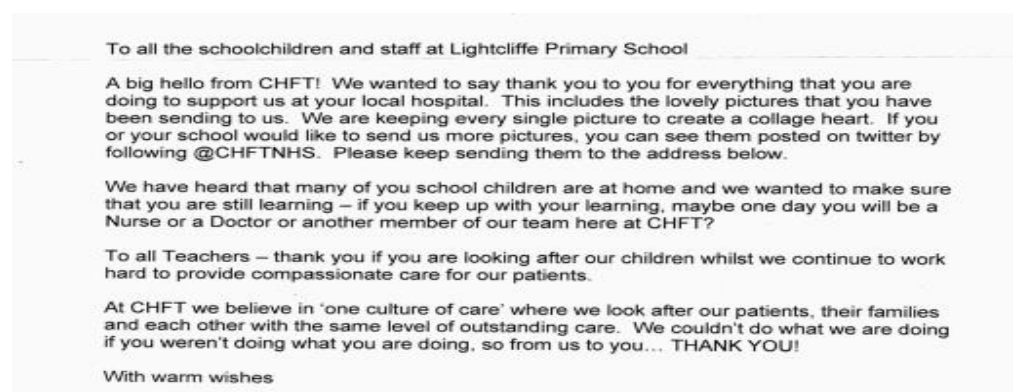 To all the schoolchildren and staff at Lightcliffe Primary School
A big hello from CHFT!  We wanted to say thank you to you for everything that you are
doing to support us at your local hospital.  This includes the lovely pictures that you have
been sending to us.  We are keeping every single picture to create a collage heart.  If you
or your school would like to send us more pictures, you can see them posted on twitter by
following @CHFTNHS.  Please keep sending them to the address below.
We have heard that many of you school children are at home and we wanted to make sure
that you are still learning – if you keep up with your learning, maybe one day you will be a
Nurse or a Doctor or another member of our team here at CHFT?
To all Teachers – thank you if you are looking after our children whilst we continue to work
hard to provide compassionate care for our patients.
At CHFT we believe in ‘one culture of care’ where we look after our patients, their families
and each other with the same level of outstanding care.  We couldn't do what we are doing
if you weren't doing what you are doing, so from us to you… THANK YOU!
With warm wishes